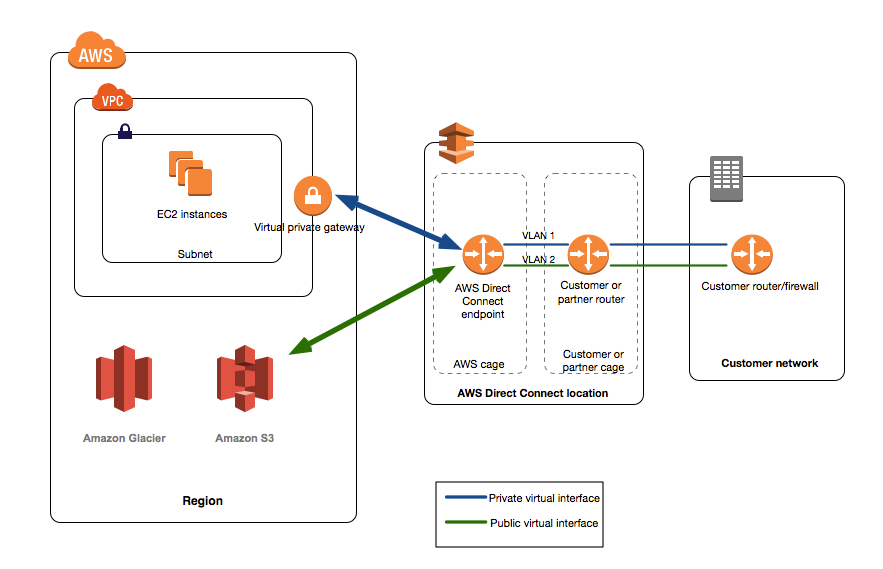 AWS
VPC
EC2 instances
Virtual private gateway
Subnet
Amazon Glacier
Amazon S3
Region
VLAN 1
VLAN 2
AWS Direct
Connect
endpoint
Customer or
partner router
AWS cage
Customer or
partner cage
AWS Direct Connect location
Customer router/firewall
Customer network
Private virtual interface
Public virtual interface